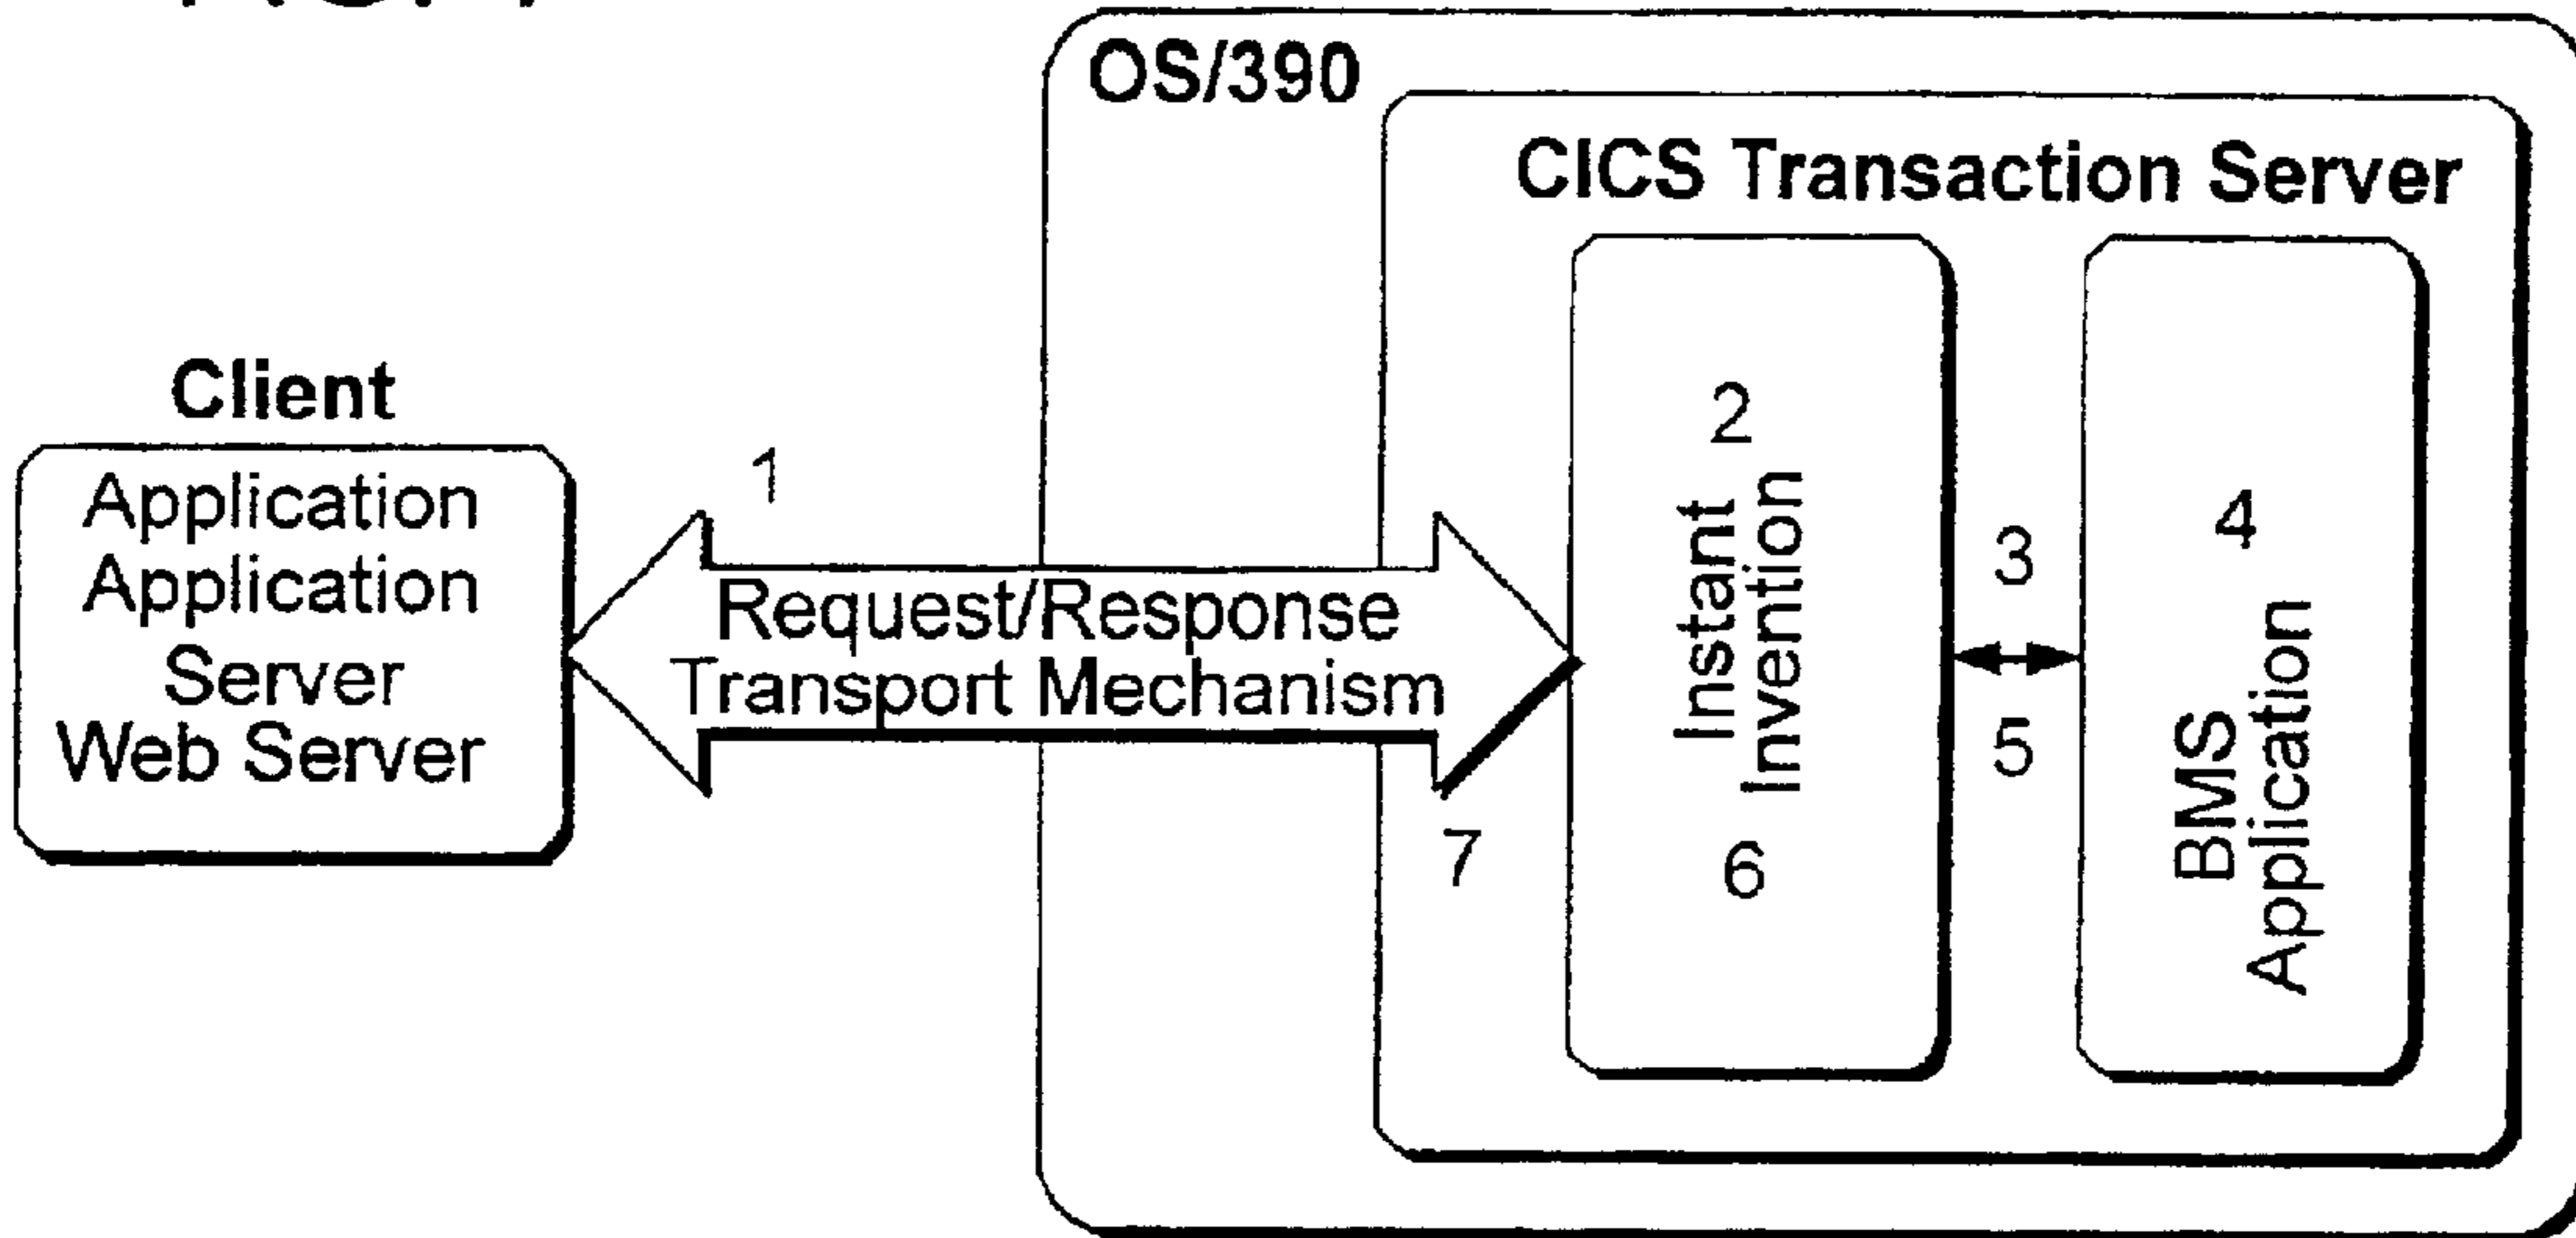 OS/390
CICS Transaction Server
Client
Application
Application
Server
Web Server
1
Request/Response
Transport Mechanism
7
2
Instant
Invention
6
3
5
4
BMS
Application